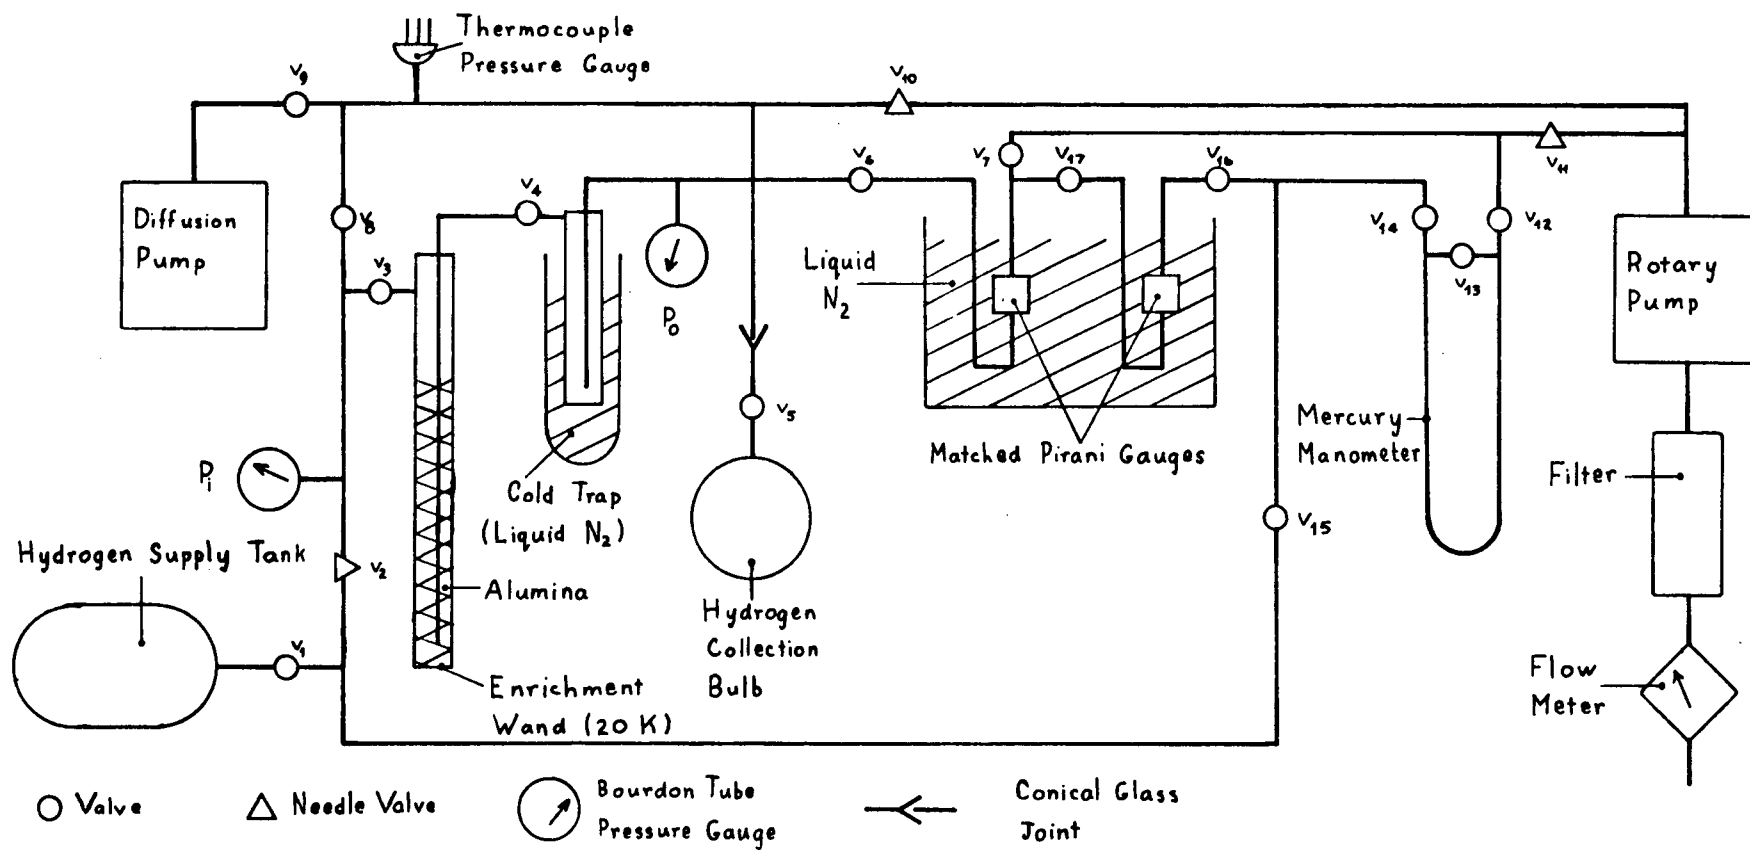 Thermocouple
Pressure Gauge
V9
V10
V11
V6
V7
V17
V16
V4
V8
V3
V14
V12
V13
Diffusion
Pump
Liquid
N2
Rotary
Pump
Po
Pi
V5
Mercury
Manometer
Matched Pirani Gauges
Filter
Cold Trap
(Liquid N2)
V15
Hydrogen Supply Tank
V2
Alumina
Hydrogen
Collection
Bulb
V1
Enrichment
Wand (20 K)
Flow
Meter
Valve
Needle Valve
Bourdon Tube
Pressure Gauge
Conical Glass
Joint